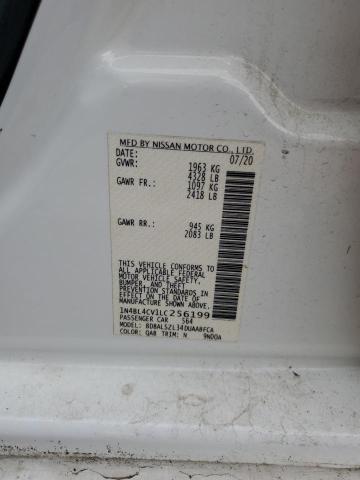 MFD BY NISSAN MOTOR CO., LTD.
DATE: 07/20
GVWR: 1963 KG
4328 LB
GAWR FR.: 1097 KG
2418 LB
GAWR RR.: 945 KG
2083 LB
THIS VEHICLE CONFORMS TO ALL
APPLICABLE FEDERAL MOTOR
MOTOR VEHICLE SAFETY,
BUMPER, AND THEFT
PREVENTION STANDARDS IN
EFFECT ON THE DATE OF
MANUFACTURE SHOWN ABOVE.
1N4BL4CV1LC256199
PASSENGER CAR 564
MODEL: BDBALSZL34DUAABFCA
COLOR: QAB TRIM: N